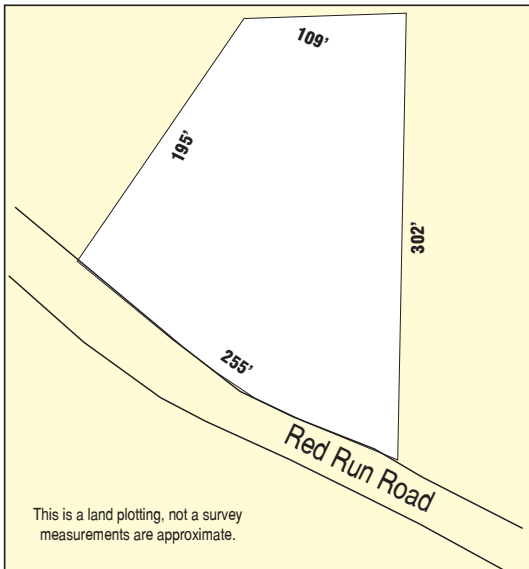 109’
195’
302’
255’
Red Run Road
This is a land plotting, not a survey
measurements are approximate.